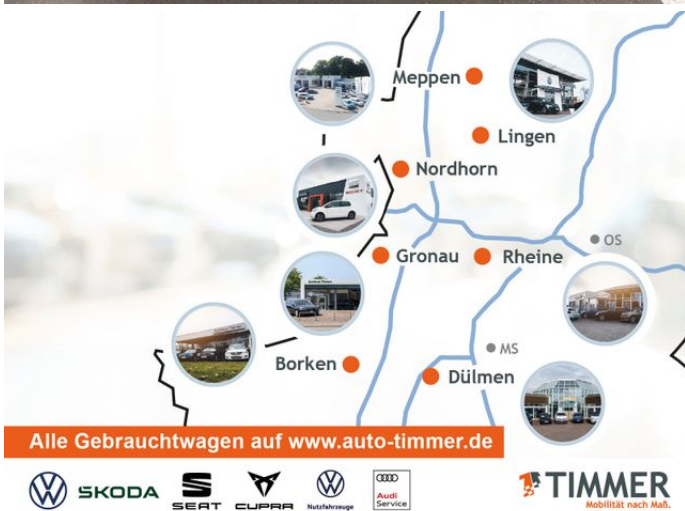 Meppen
Lingen
Nordhorn
OS
Gronau
Rheine
MS
Borken
Dülmen
Alle Gebrauchtwagen auf www.auto-timmer.de
SKODA
SEAT
CUPRA
Nutzfahrzeuge
Audi
Service
TIMMER
Mobilität nach Maß.